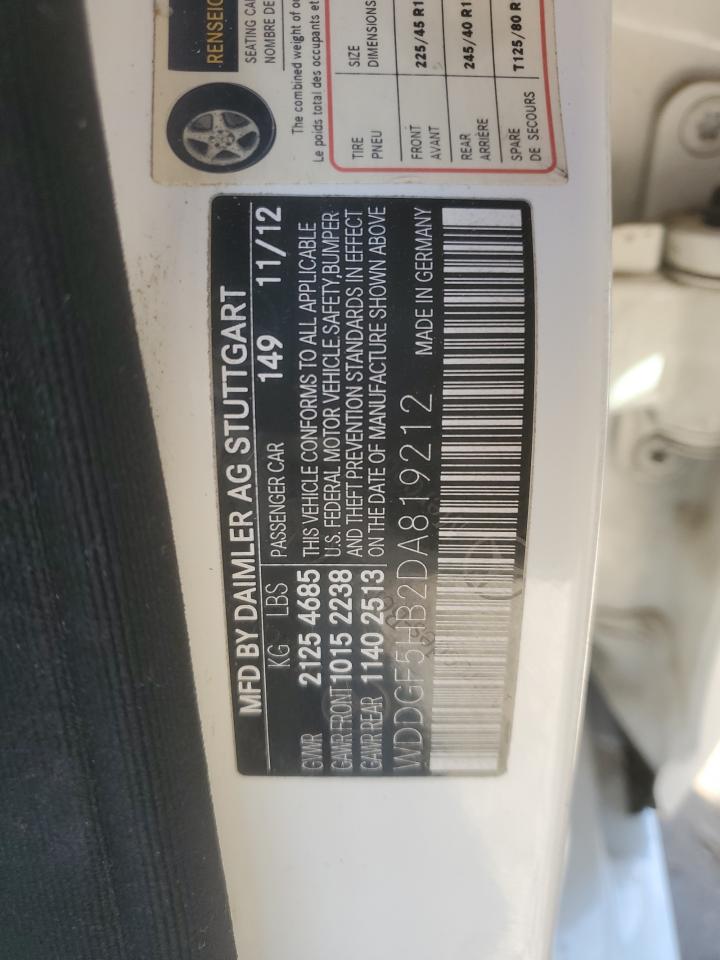 MFD BY DAIMLER AG STUTTGART
KG LBS PASSENGER CAR 149 11/12
GVWR 2125 4685 THIS VEHICLE CONFORMS TO ALL APPLICABLE
GAWR FRONT 1015 2238 U.S. FEDERAL MOTOR VEHICLE SAFETY, BUMPER
GAWR REAR 1140 2513 AND THEFT PREVENTION STANDARDS IN EFFECT
ON THE DATE OF MANUFACTURE SHOWN ABOVE
WDDGF5HB2DA819212 MADE IN GERMANY
RENSEIG
SEATING CA
NOMBRE DE
The combined weight of oc
Le poids total des occupants et
TIRE SIZE
PNEU DIMENSIONS
FRONT 225/45 R1
AVANT
REAR 245/40 R1
ARRIÈRE
SPARE T125/80 R
DE SECOURS